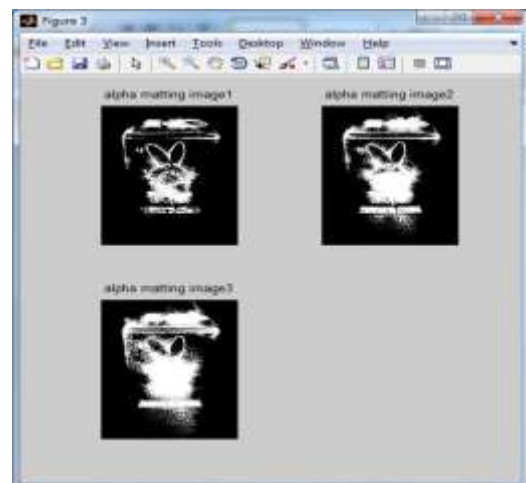 Figure 3
File Edit View Insert Tools Desktop Window Help
alpha matting image1
alpha matting image2
alpha matting image3